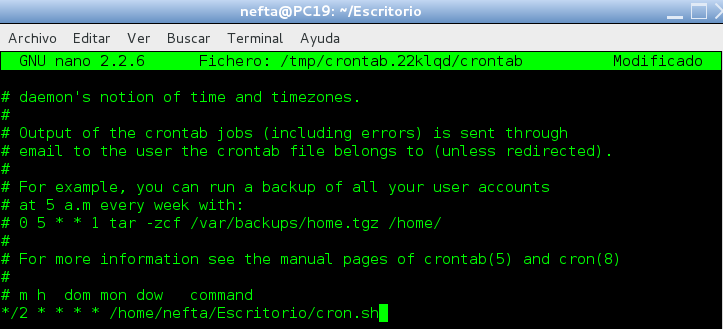 nefta@PC19: ~/Escritorio
Archivo Editar Ver Buscar Terminal Ayuda
GNU nano 2.2.6 Fichero: /tmp/crontab.22klqd/crontab Modificado
# daemon's notion of time and timezones.
#
# Output of the crontab jobs (including errors) is sent through
# email to the user the crontab file belongs to (unless redirected).
#
# For example, you can run a backup of all your user accounts
# at 5 a.m every week with:
# 0 5 * * 1 tar -zcf /var/backups/home.tgz /home/
#
# For more information see the manual pages of crontab(5) and cron(8)
#
# m h  dom mon dow   command
*/2 * * * * /home/nefta/Escritorio/cron.sh